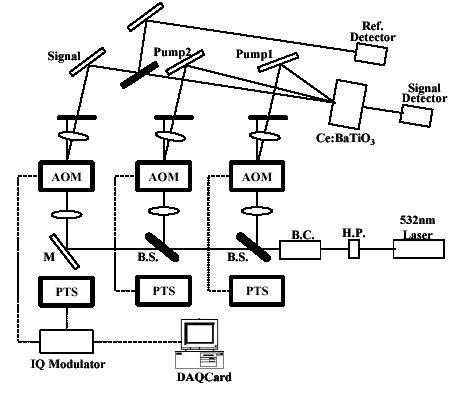 Ref.
Detector
Signal
Pump2
Pump1
Signal
Detector
Ce:BaTiO3
AOM
AOM
AOM
532nm
Laser
H.P.
B.C.
M
B.S.
B.S.
PTS
PTS
PTS
IQ Modulator
DAQCard